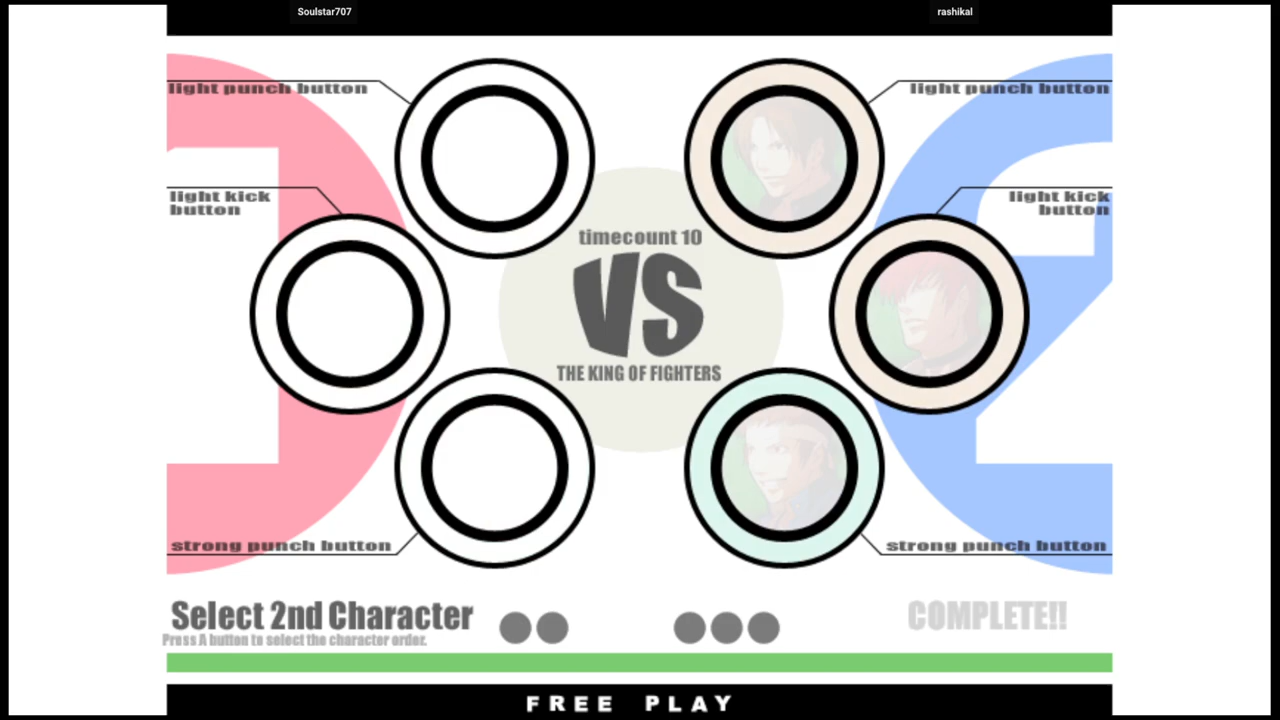 Soulstar707
rashikal
light punch button
light punch button
light kick
button
light kick
button
timecount 10
VS
THE KING OF FIGHTERS
strong punch button
strong punch button
Select 2nd Character
Press A button to select the character order.
COMPLETE!!
FREE PLAY